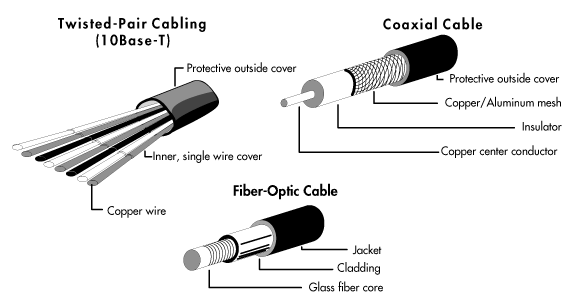 Twisted-Pair Cabling
(10Base-T)
Protective outside cover
Inner, single wire cover
Copper wire
Coaxial Cable
Protective outside cover
Copper/Aluminum mesh
Insulator
Copper center conductor
Fiber-Optic Cable
Jacket
Cladding
Glass fiber core